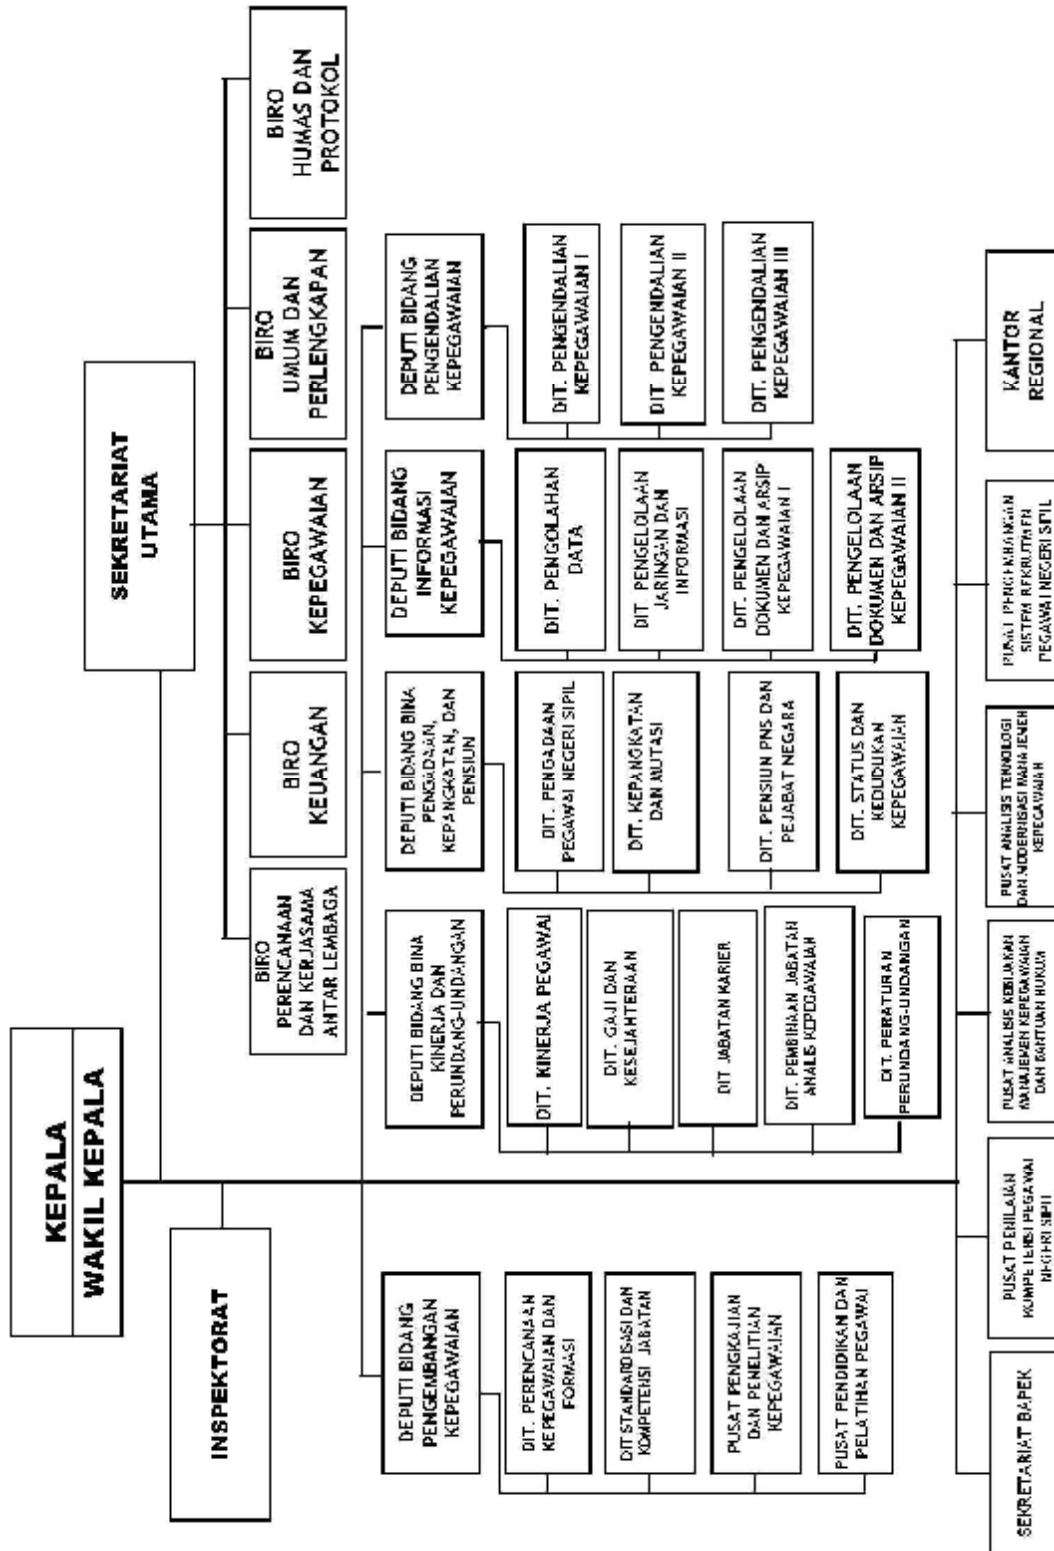 KEPALA
WAKIL KEPALA
INSPEKTORAT
SEKRETARIAT
UTAMA
BIRO
PERENCANAAN
DAN KERJASAMA
ANTAR LEMBAGA
BIRO
KEUANGAN
BIRO
KEPEGAWAIAN
BIRO
UMUM DAN
PERLENGKAPAN
BIRO
HUMAS DAN
PROTOKOL
DEPUTI BIDANG
PENGEMBANGAN
KEPEGAWAIAN
DIT. PERENCANAAN
KEPEGAWAIAN DAN
FORMASI
DIT STANDARDISASI DAN
KOMPETENSI JABATAN
PUSAT PENGKAJIAN
DAN PENELITIAN
KEPEGAWAIAN
PUSAT PENDIDIKAN DAN
PELATIHAN PEGAWAI
DEPUTI BIDANG BINA
KINERJA DAN
PERUNDANG-UNDANGAN
DIT. KINERJA PEGAWAI
DIT. GAJI DAN
KESEJAHTERAAN
DIT JABATAN KARIER
DIT. PEMBINAAN JABATAN
ANALIS KEPEGAWAIAN
DIT. PERATURAN
PERUNDANG-UNDANGAN
DEPUTI BIDANG BINA
PENGADAAN,
KEPANGKATAN, DAN
PENSIUN
DIT. PENGADAAN
PEGAWAI NEGERI SIPIL
DIT. KEPANGKATAN
DAN MUTASI
DIT. PENSIUN PNS DAN
PEJABAT NEGARA
DIT. STATUS DAN
KEDUDUKAN
KEPEGAWAIAN
DEPUTI BIDANG
INFORMASI
KEPEGAWAIAN
DIT. PENGOLAHAN
DATA
DIT. PENGELOLAAN
JARINGAN DAN
INFORMASI
DIT. PENGELOLAAN
DOKUMEN DAN ARSIP
KEPEGAWAIAN I
DIT. PENGELOLAAN
DOKUMEN DAN ARSIP
KEPEGAWAIAN II
DEPUTI BIDANG
PENGENDALIAN
KEPEGAWAIAN
DIT. PENGENDALIAN
KEPEGAWAIAN I
DIT. PENGENDALIAN
KEPEGAWAIAN II
DIT. PENGENDALIAN
KEPEGAWAIAN III
SEKRETARIAT BAPEK
PUSAT PENILAIAN
KOMPETENSI PEGAWAI
NEGERI SIPIL
PUSAT ANALISIS KEBIJAKAN
MANAJEMEN KEPEGAWAIAN
DAN BANTUAN HUKUM
PUSAT ANALISIS TEKNOLOGI
DAN MODERNISASI MANAJEMEN
KEPEGAWAIAN
PUSAT PENGEMBANGAN
SISTEM REKRUTMEN
PEGAWAI NEGERI SIPIL
KANTOR
REGIONAL